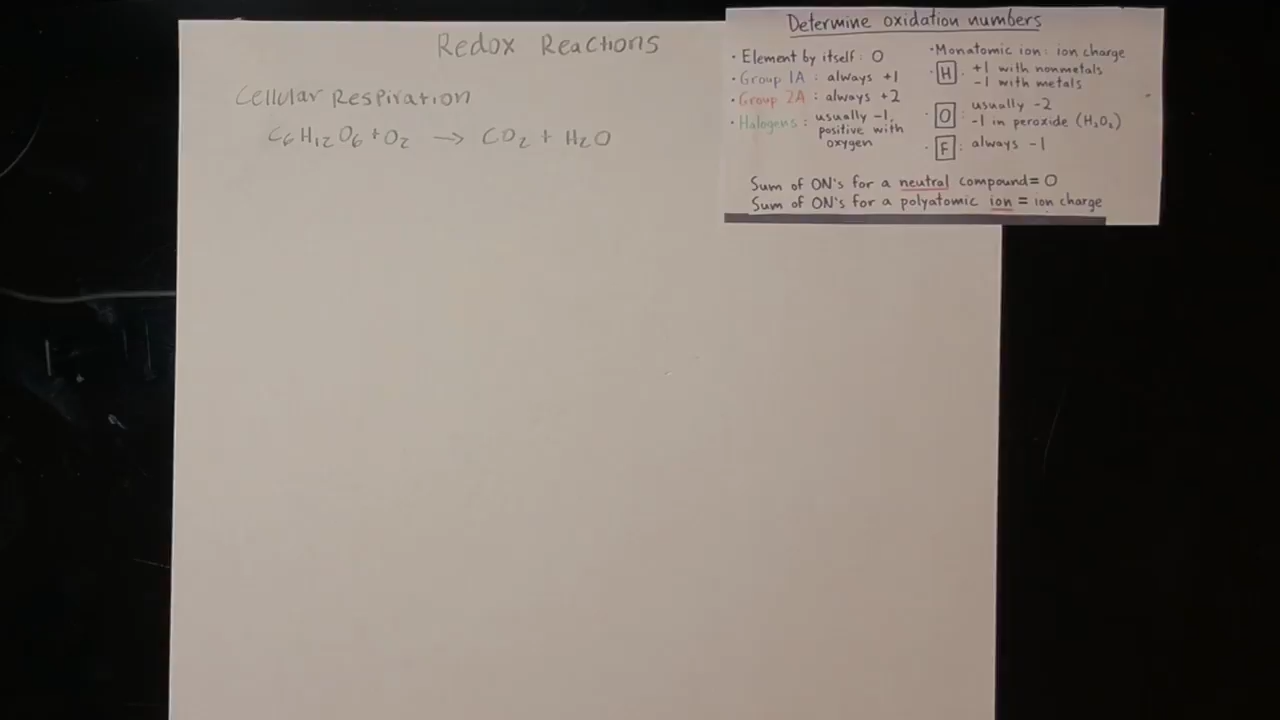 Redox Reactions
Cellular Respiration
C₆H₁₂O₆ + O₂ → CO₂ + H₂O
Determine oxidation numbers
· Element by itself: 0
· Group 1A : always +1
· Group 2A : always +2
· Halogens : usually -1,
positive with
oxygen
· Monatomic ion: ion charge
· H : +1 with nonmetals
-1 with metals
· O : usually -2
-1 in peroxide (H₂O₂)
· F : always -1
Sum of ON's for a neutral compound = 0
Sum of ON's for a polyatomic ion = ion charge